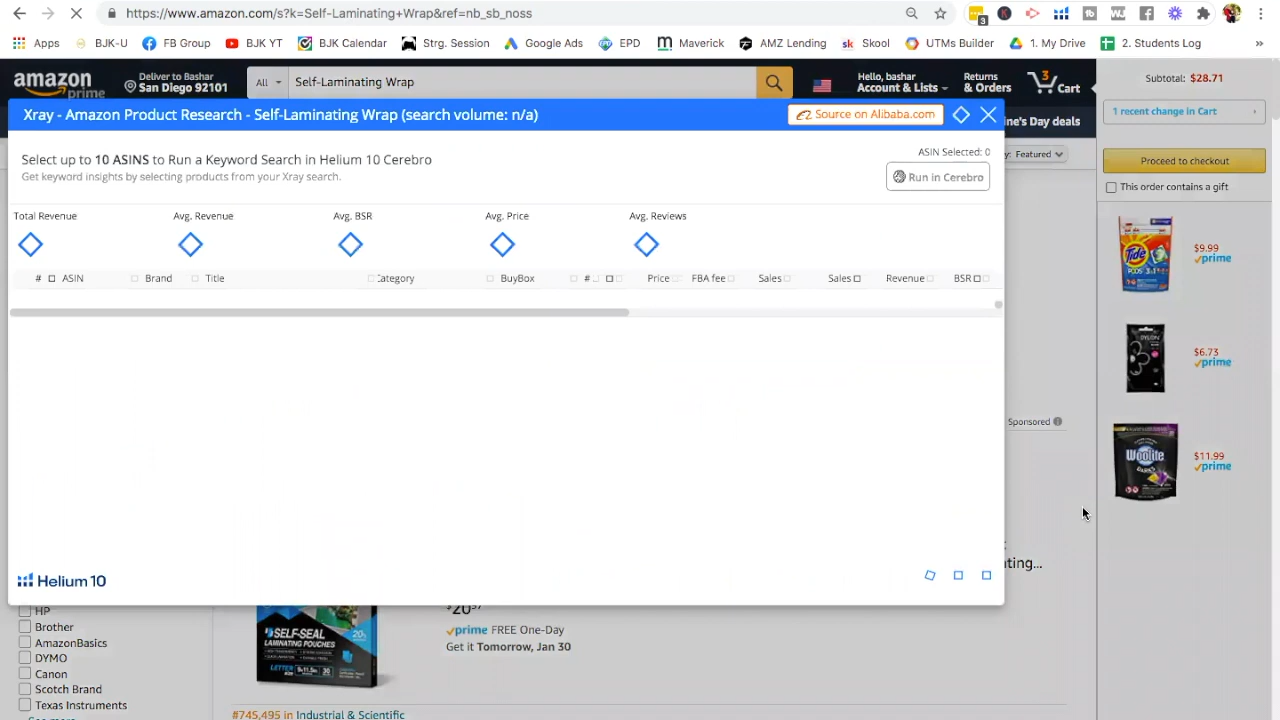 https://www.amazon.com/s?k=Self-Laminating+Wrap&ref=nb_sb_noss
3
Apps BJK-U FB Group BJK YT BJK Calendar Strg. Session Google Ads EPD Maverick AMZ Lending sk Skool UTMs Builder 1. My Drive 2. Students Log »
amazon prime
Deliver to Bashar
San Diego 92101
All
Self-Laminating Wrap
Hello, bashar
Account & Lists
Returns
& Orders
3
Cart
Subtotal: $28.71
1 recent change in Cart
Proceed to checkout
This order contains a gift
ne's Day deals
y: Featured
Xray - Amazon Product Research - Self-Laminating Wrap (search volume: n/a)
Source on Alibaba.com
Select up to 10 ASINS to Run a Keyword Search in Helium 10 Cerebro
Get keyword insights by selecting products from your Xray search.
ASIN Selected: 0
Run in Cerebro
Total Revenue Avg. Revenue Avg. BSR Avg. Price Avg. Reviews
# ASIN Brand Title Category BuyBox #... Price FBA fee Sales Sales Revenue BSR
Tide
PODS
$9.99
prime
DYLON
$6.73
prime
Woolite
DARKS
$11.99
prime
Sponsored
ting...
Helium 10
HP
Brother
AmazonBasics
DYMO
Canon
Scotch Brand
Texas Instruments
SELF-SEAL
LAMINATING POUCHES
LETTER
prime FREE One-Day
Get it Tomorrow, Jan 30
#745,495 in Industrial & Scientific